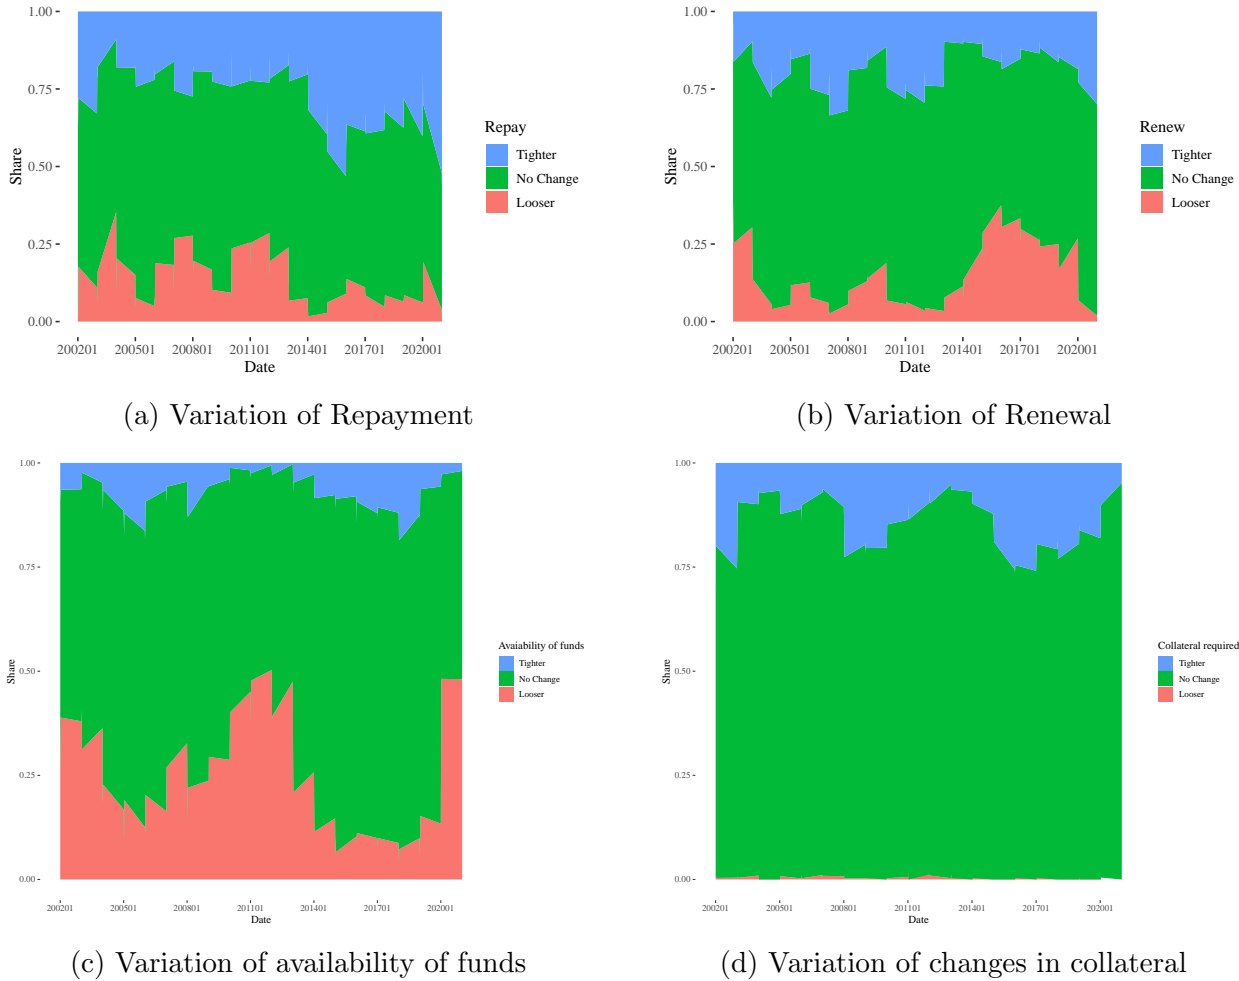 1.00
0.75
0.50
0.25
0.00
Share
200201 200501 200801 201101 201401 201701 202001
Date
Repay
Tighter
No Change
Looser
(a) Variation of Repayment
1.00
0.75
0.50
0.25
0.00
Share
200201 200501 200801 201101 201401 201701 202001
Date
Renew
Tighter
No Change
Looser
(b) Variation of Renewal
1.00
0.75
0.50
0.25
0.00
Share
200201 200501 200801 201101 201401 201701 202001
Date
Avaiability of funds
Tighter
No Change
Looser
(c) Variation of availability of funds
1.00
0.75
0.50
0.25
0.00
Share
200201 200501 200801 201101 201401 201701 202001
Date
Collateral required
Tighter
No Change
Looser
(d) Variation of changes in collateral